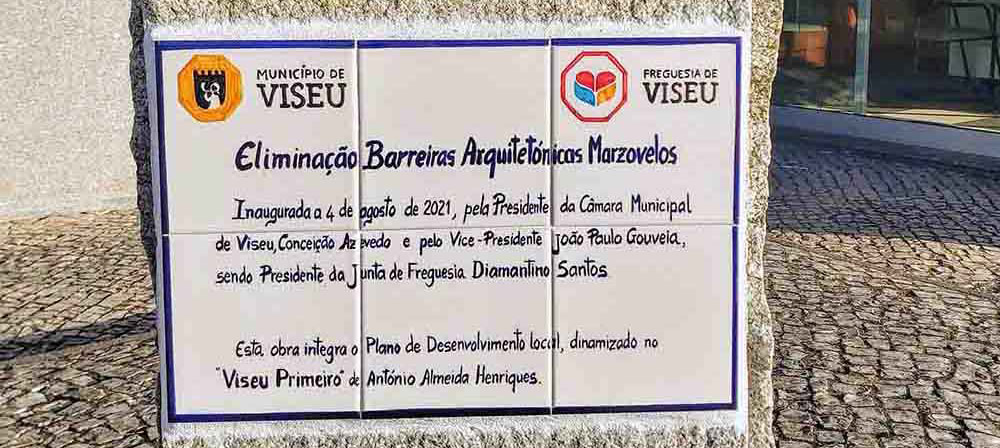 MUNICÍPIO DE
VISEU
FREGUESIA DE
VISEU
Eliminação Barreiras Arquitetónicas Marzovelos
Inaugurada a 4 de agosto de 2021, pela Presidente da Câmara Municipal
de Viseu, Conceição Azevedo e pelo Vice-Presidente João Paulo Gouveia,
sendo Presidente da Junta de Freguesia Diamantino Santos
Esta obra integra o Plano de Desenvolvimento local, dinamizado no
"Viseu Primeiro" de António Almeida Henriques.